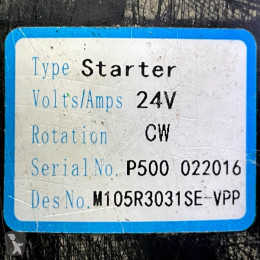 Type Starter
Volts/Amps 24V
Rotation CW
Serial No. P500 022016
Des No. M105R3031SE-VPP